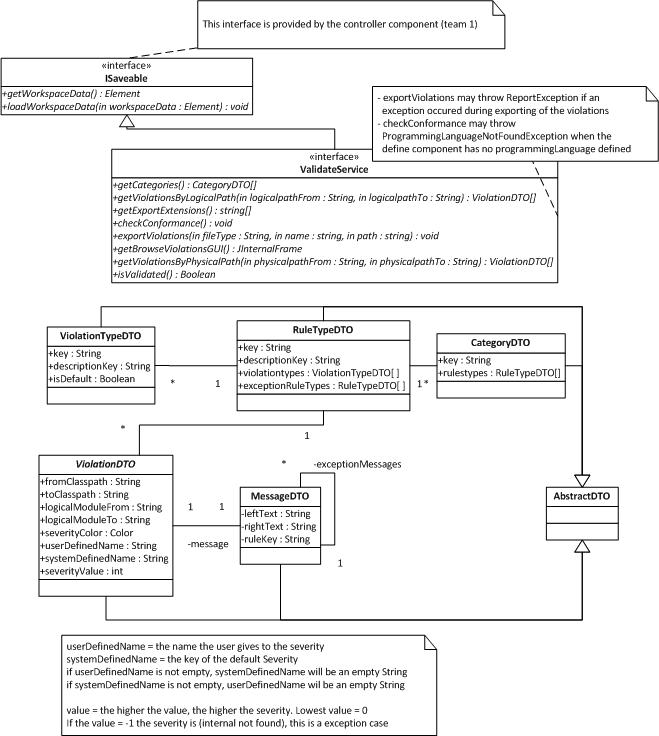 This interface is provided by the controller component (team 1)
«interface»
ISaveable
+getWorkspaceData() : Element
+loadWorkspaceData(in workspaceData : Element) : void
- exportViolations may throw ReportException if an
exception occured during exporting of the violations
- checkConformance may throw
ProgrammingLanguageNotFoundException when the
define component has no programmingLanguage defined
«interface»
ValidateService
+getCategories() : CategoryDTO[]
+getViolationsByLogicalPath(in logicalpathFrom : String, in logicalpathTo : String) : ViolationDTO[]
+getExportExtensions() : string[]
+checkConformance() : void
+exportViolations(in fileType : String, in name : string, in path : string) : void
+getBrowseViolationsGUI() : JInternalFrame
+getViolationsByPhysicalPath(in physicalpathFrom : String, in physicalpathTo : String) : ViolationDTO[]
+isValidated() : Boolean
ViolationTypeDTO
+key : String
+descriptionKey : String
+isDefault : Boolean
* 1
RuleTypeDTO
+key : String
+descriptionKey : String
+violationtypes : ViolationTypeDTO[ ]
+exceptionRuleTypes : RuleTypeDTO[ ]
1 *
CategoryDTO
+key : String
+rulestypes : RuleTypeDTO[]
*
1
ViolationDTO
+fromClasspath : String
+toClasspath : String
+logicalModuleFrom : String
+logicalModuleTo : String
+severityColor : Color
+userDefinedName : String
+systemDefinedName : String
+severityValue : int
1 1
-message
* -exceptionMessages
MessageDTO
-leftText : String
-rightText : String
-ruleKey : String
1
AbstractDTO
userDefinedName = the name the user gives to the severity
systemDefinedName = the key of the default Severity
if userDefinedName is not empty, systemDefinedName will be an empty String
if systemDefinedName is not empty, userDefinedName wil be an empty String
value = the higher the value, the higher the severity. Lowest value = 0
If the value = -1 the severity is (internal not found), this is a exception case